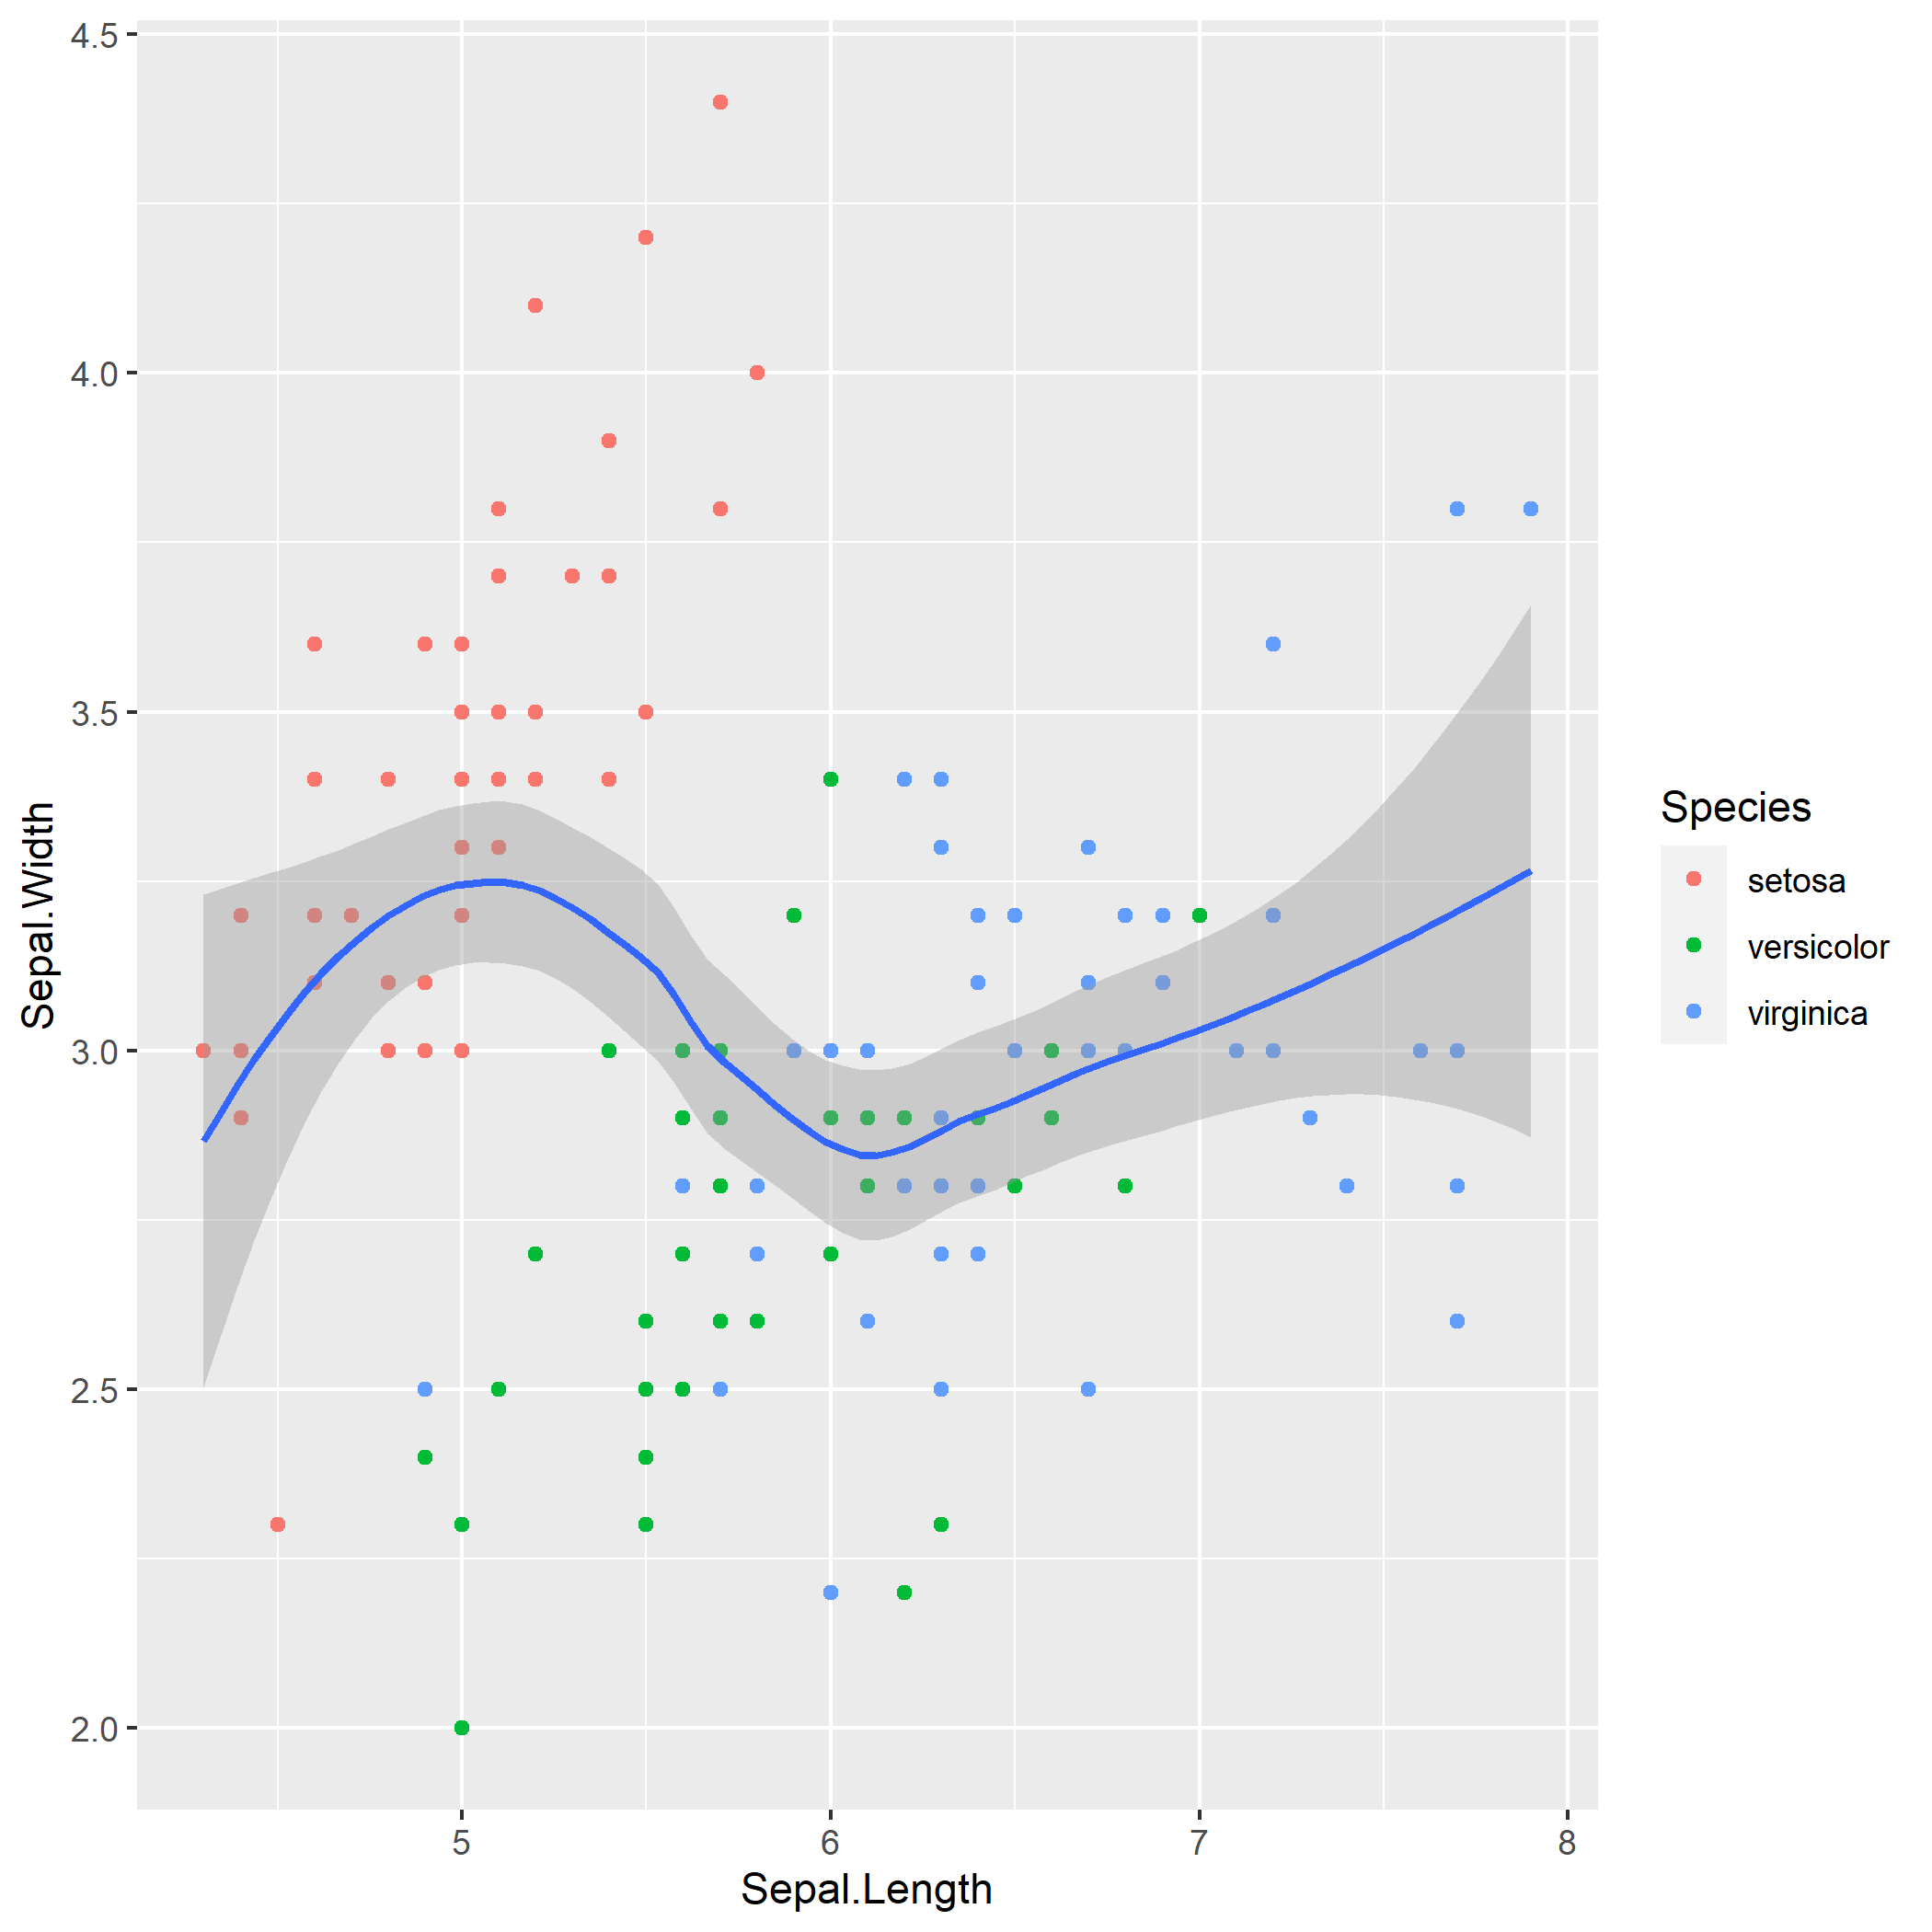 4.5
4.0
3.5
3.0
2.5
2.0
Sepal.Width
5 6 7 8
Sepal.Length
Species
setosa
versicolor
virginica